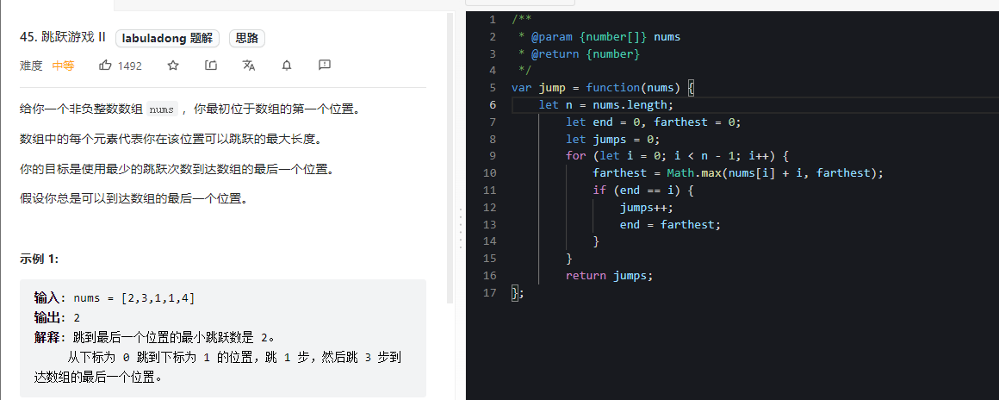 45. 跳跃游戏 II labuladong 题解 思路
难度 中等 1492
给你一个非负整数数组 nums ，你最初位于数组的第一个位置。
数组中的每个元素代表你在该位置可以跳跃的最大长度。
你的目标是使用最少的跳跃次数到达数组的最后一个位置。
假设你总是可以到达数组的最后一个位置。
示例 1:
输入: nums = [2,3,1,1,4]
输出: 2
解释: 跳到最后一个位置的最小跳跃数是 2。
从下标为 0 跳到下标为 1 的位置，跳 1 步，然后跳 3 步到
达数组的最后一个位置。
1 /**
2 * @param {number[]} nums
3 * @return {number}
4 */
5 var jump = function(nums) {
6 let n = nums.length;
7 let end = 0, farthest = 0;
8 let jumps = 0;
9 for (let i = 0; i < n - 1; i++) {
10 farthest = Math.max(nums[i] + i, farthest);
11 if (end == i) {
12 jumps++;
13 end = farthest;
14 }
15 }
16 return jumps;
17 };